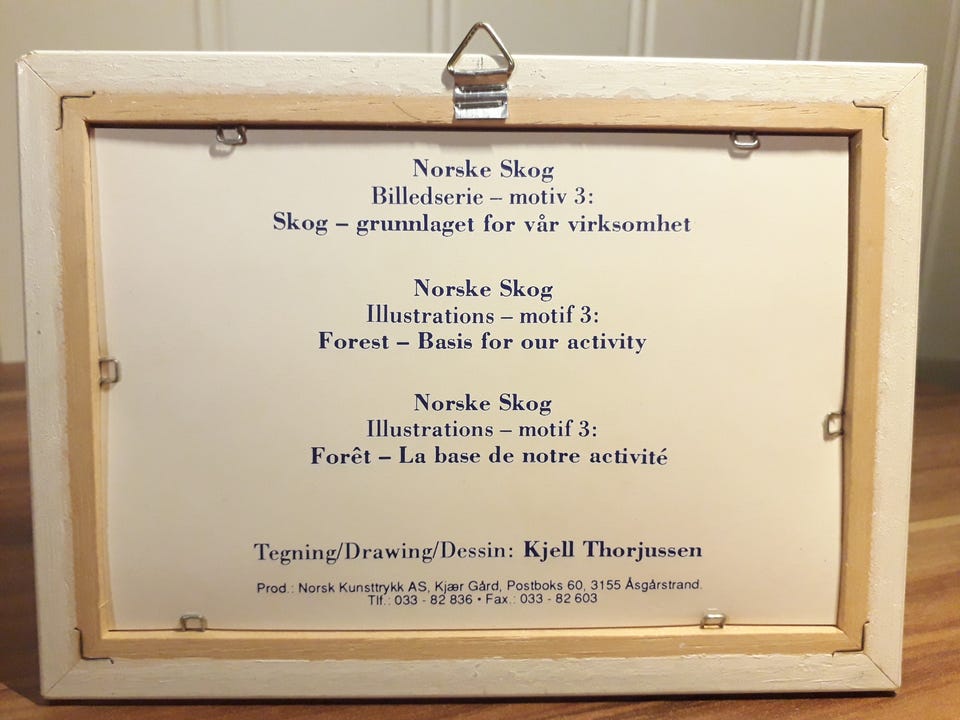 Norske Skog
Billedserie – motiv 3:
Skog – grunnlaget for vår virksomhet
Norske Skog
Illustrations – motif 3:
Forest – Basis for our activity
Norske Skog
Illustrations – motif 3:
Forêt – La base de notre activité
Tegning/Drawing/Dessin: Kjell Thorjussen
Prod.: Norsk Kunsttrykk AS, Kjær Gård, Postboks 60, 3155 Åsgårstrand.
Tlf.: 033 - 82 836 • Fax.: 033 - 82 603